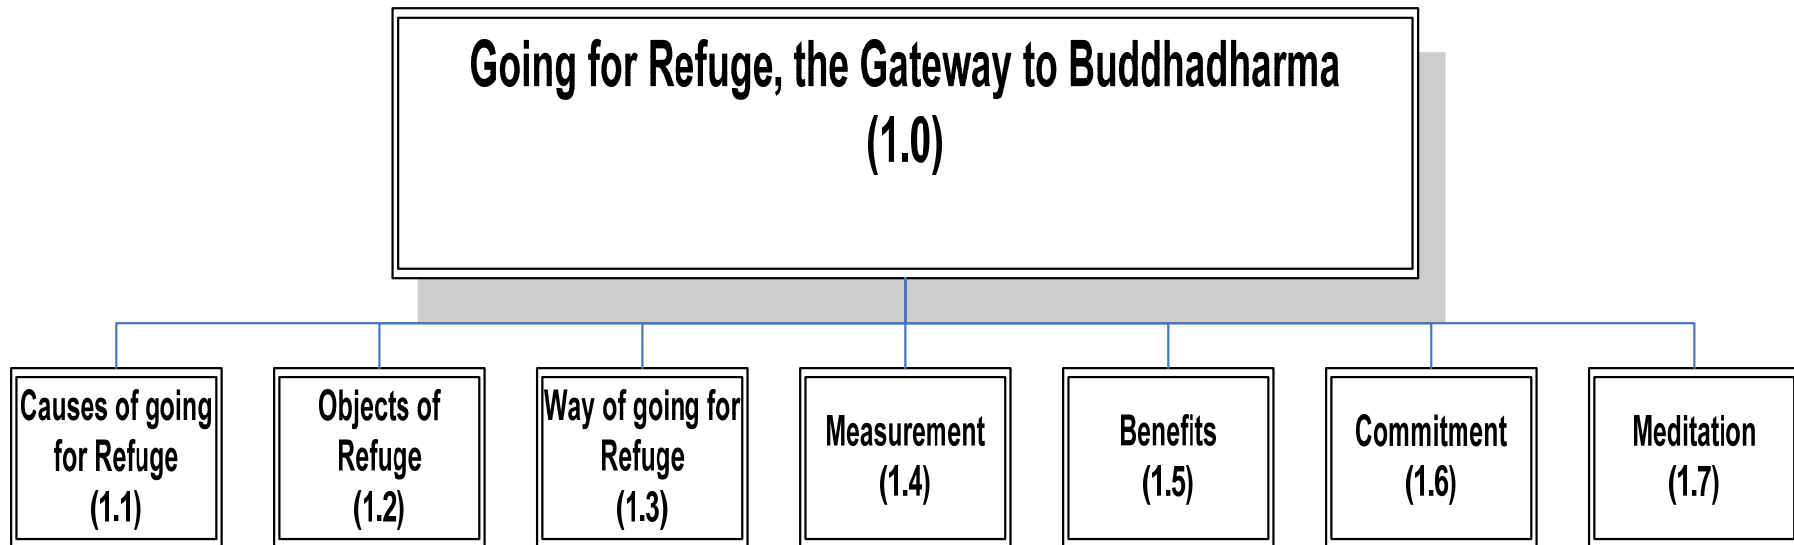 Going for Refuge, the Gateway to Buddhadharma
(1.0)
Causes of going
for Refuge
(1.1)
Objects of
Refuge
(1.2)
Way of going for
Refuge
(1.3)
Measurement
(1.4)
Benefits
(1.5)
Commitment
(1.6)
Meditation
(1.7)